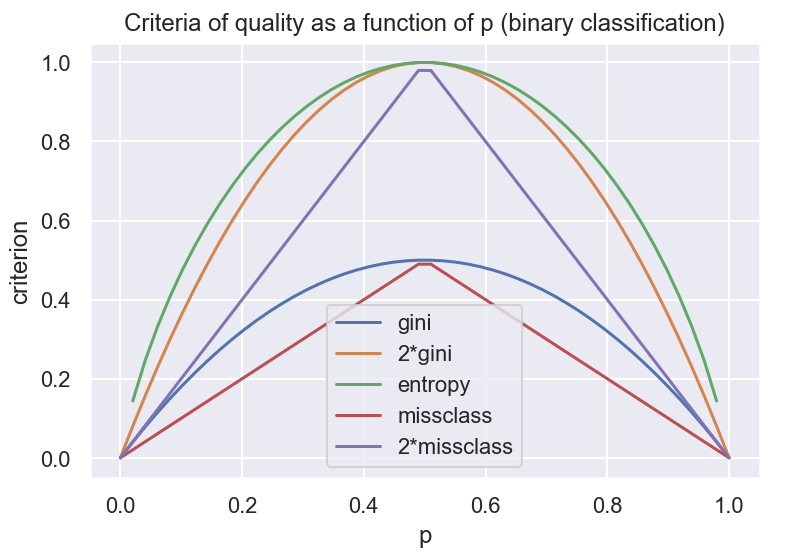 Criteria of quality as a function of p (binary classification)
1.0
0.8
0.6
0.4
0.2
0.0
criterion
gini
2*gini
entropy
missclass
2*missclass
0.0 0.2 0.4 0.6 0.8 1.0
p